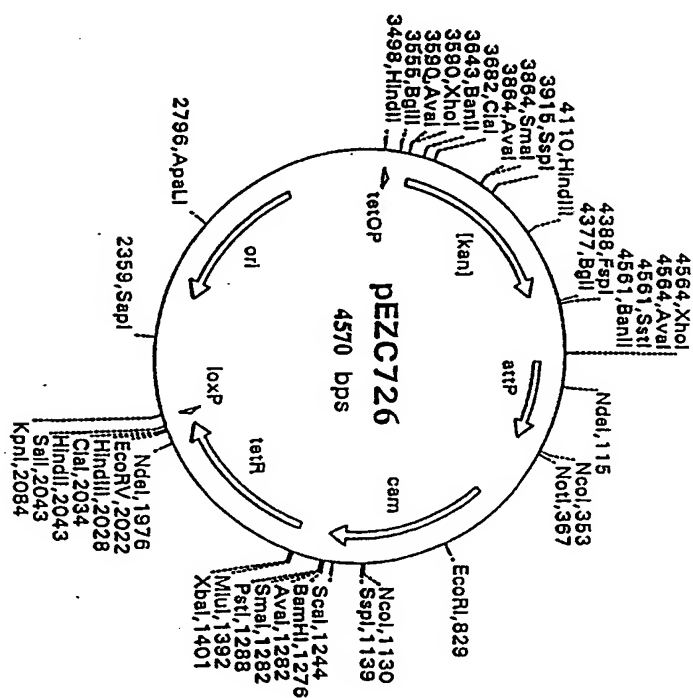 4564,XhoI
4564,AvaI
4561,SstI
4561,BanII
4388,FspI
4377,BglI
4110,HindIII
3915,SspI
3864,SmaI
3864,AvaI
3682,ClaI
3643,BanII
3590,XhoI
3590,AvaI
3555,BglII
3498,HindII
2796,ApaLI
2359,SapI
NdeI,115
NcoI,353
NotI,367
EcoRI,829
NcoI,1130
SspI,1139
ScaI,1244
BamHI,1276
AvaI,1282
SmaI,1282
PstI,1288
MluI,1392
XbaI,1401
NdeI,1976
EcoRV,2022
HindIII,2028
ClaI,2034
HindII,2043
SalI,2043
KpnI,2084
attP
[kan]
cam
tetOP
pEZC726
4570 bps
ori
tetR
loxP